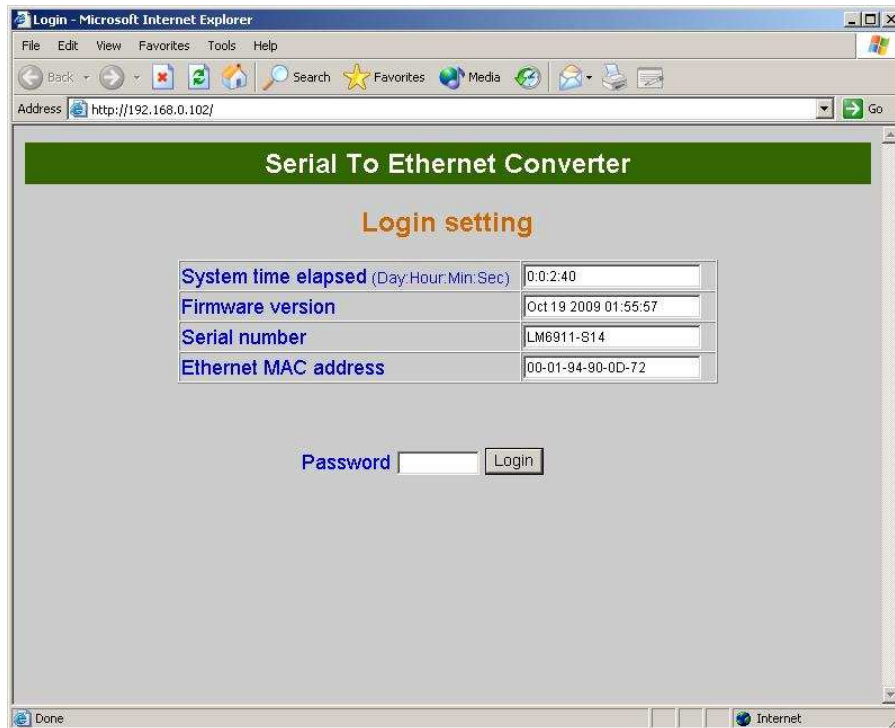 Login - Microsoft Internet Explorer
File Edit View Favorites Tools Help
Back Search Favorites Media
Address http://192.168.0.102/ Go
Serial To Ethernet Converter
Login setting
System time elapsed (Day:Hour:Min:Sec) 0:0:2:40
Firmware version Oct 19 2009 01:55:57
Serial number LM6911-S14
Ethernet MAC address 00-01-94-90-0D-72
Password Login
Done Internet